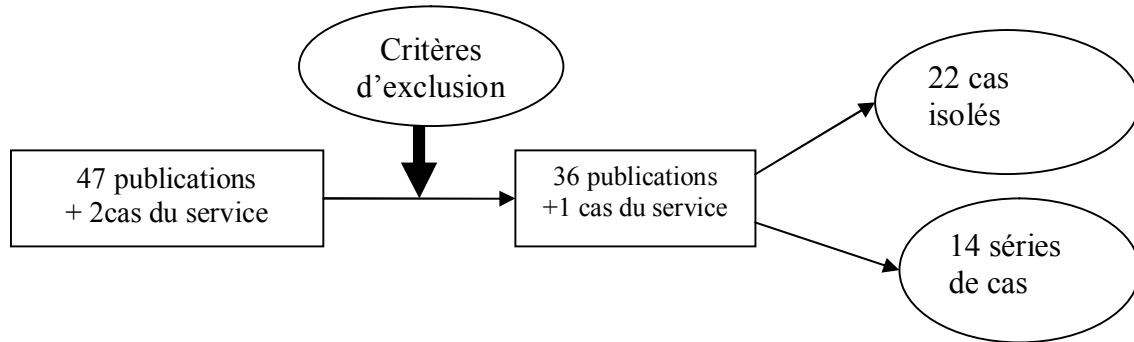 Critères
d’exclusion
22 cas
isolés
47 publications
+ 2cas du service
36 publications
+1 cas du service
14 séries
de cas